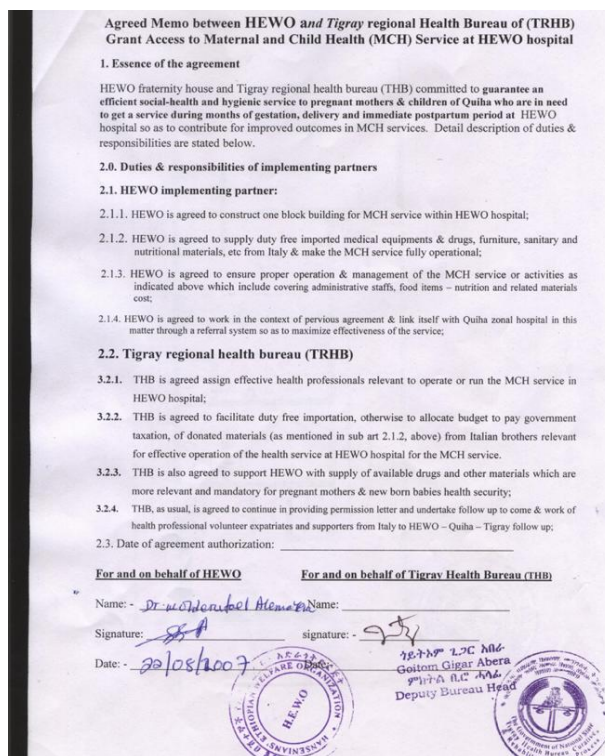 Agreed Memo between HEWO and Tigray regional Health Bureau of (TRHB)
Grant Access to Maternal and Child Health (MCH) Service at HEWO hospital
1. Essence of the agreement
HEWO fraternity house and Tigray regional health bureau (THB) committed to guarantee an
efficient social-health and hygienic service to pregnant mothers & children of Quiha who are in need
to get a service during months of gestation, delivery and immediate postpartum period at HEWO
hospital so as to contribute for improved outcomes in MCH services. Detail description of duties &
responsibilities are stated below.
2.0. Duties & responsibilities of implementing partners
2.1. HEWO implementing partner:
2.1.1. HEWO is agreed to construct one block building for MCH service within HEWO hospital;
2.1.2. HEWO is agreed to supply duty free imported medical equipments & drugs, furniture, sanitary and
nutritional materials, etc from Italy & make the MCH service fully operational;
2.1.3. HEWO is agreed to ensure proper operation & management of the MCH service or activities as
indicated above which include covering administrative staffs, food items – nutrition and related materials
cost;
2.1.4. HEWO is agreed to work in the context of pervious agreement & link itself with Quiha zonal hospital in this
matter through a referral system so as to maximize effectiveness of the service;
2.2. Tigray regional health bureau (TRHB)
3.2.1. THB is agreed assign effective health professionals relevant to operate or run the MCH service in
HEWO hospital;
3.2.2. THB is agreed to facilitate duty free importation, otherwise to allocate budget to pay government
taxation, of donated materials (as mentioned in sub art 2.1.2, above) from Italian brothers relevant
for effective operation of the health service at HEWO hospital for the MCH service.
3.2.3. THB is also agreed to support HEWO with supply of available drugs and other materials which are
more relevant and mandatory for pregnant mothers & new born babies health security;
3.2.4. THB, as usual, is agreed to continue in providing permission letter and undertake follow up to come & work of
health professional volunteer expatriates and supporters from Italy to HEWO – Quiha – Tigray follow up;
2.3. Date of agreement authorization:
For and on behalf of HEWO For and on behalf of Tigray Health Bureau (THB)
Name: - Dr. Name:
Signature: signature: -
Date: - 22/08/2007
Goitom Gigar Abera
Deputy Bureau Head
HANSENIANS ETHIOPIAN WELFARE ORGANIZATION
H.E.W.O